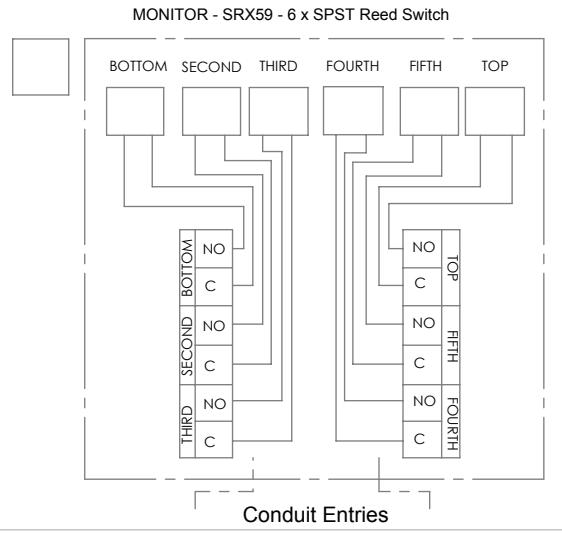 MONITOR - SRX59 - 6 x SPST Reed Switch
BOTTOM SECOND THIRD FOURTH FIFTH TOP
BOTTOM
NO
C
SECOND
NO
C
THIRD
NO
C
NO
C
TOP
NO
C
FIFTH
NO
C
FOURTH
Conduit Entries